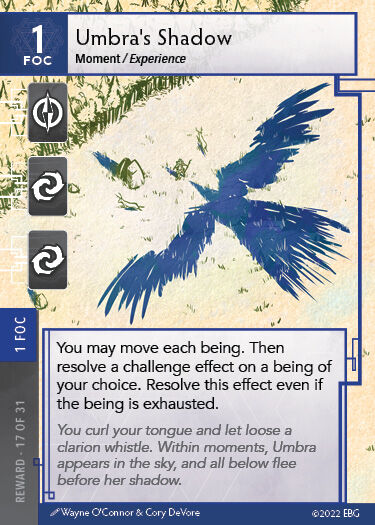 1
FOC
Umbra's Shadow
Moment / Experience
1 FOC
REWARD - 17 OF 31
You may move each being. Then
resolve a challenge effect on a being of
your choice. Resolve this effect even if
the being is exhausted.
You curl your tongue and let loose a
clarion whistle. Within moments, Umbra
appears in the sky, and all below flee
before her shadow.
Wayne O'Connor & Cory DeVore
©2022 EBG